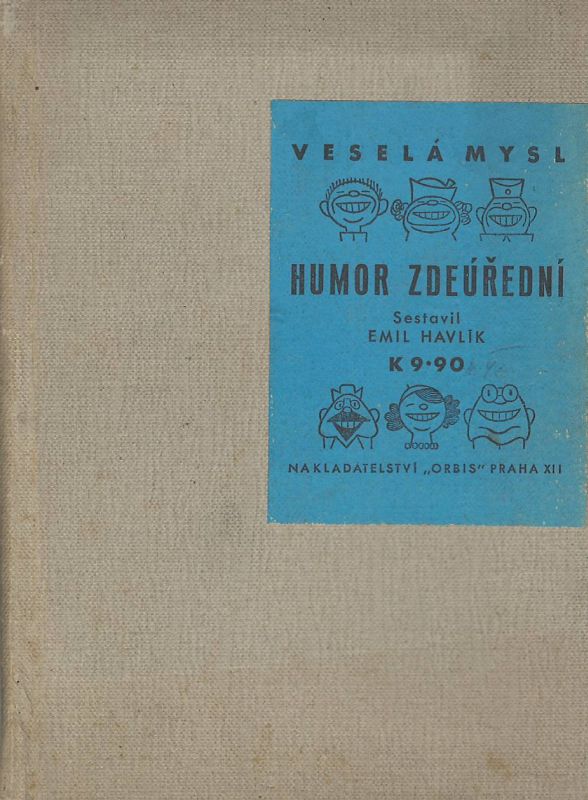 VESELÁ MYSL
HUMOR ZDEÚŘEDNÍ
Sestavil
EMIL HAVLÍK
K 9·90
NAKLADATELSTVÍ „ORBIS" PRAHA XII